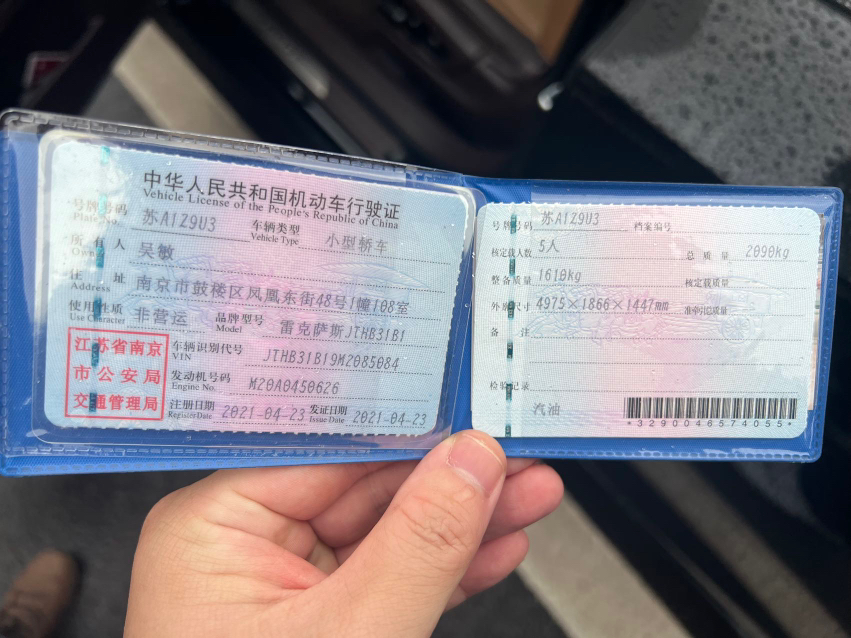 中华人民共和国机动车行驶证
Vehicle License of the People's Republic of China
号牌号码 苏A1Z9U3 车辆类型 小型轿车
Plate No. Vehicle Type
所有人 吴敏
Owner
住址 南京市鼓楼区凤凰东街48号1幢108室
Address
使用性质 非营运 品牌型号 雷克萨斯JTHB31B1
Use Character Model
江苏省南京
市公安局
交通管理局
车辆识别代号 JTHB31B19M2085084
VIN
发动机号码 M20A0450626
Engine No.
注册日期 2021-04-23 发证日期 2021-04-23
Register Date Issue Date
号牌号码 苏A1Z9U3 档案编号
核定载人数 5人 总质量 2090kg
整备质量 1610kg 核定载质量
外廓尺寸 4975×1866×1447mm 准牵引总质量
备注
检验记录
汽油
*3290046574055*